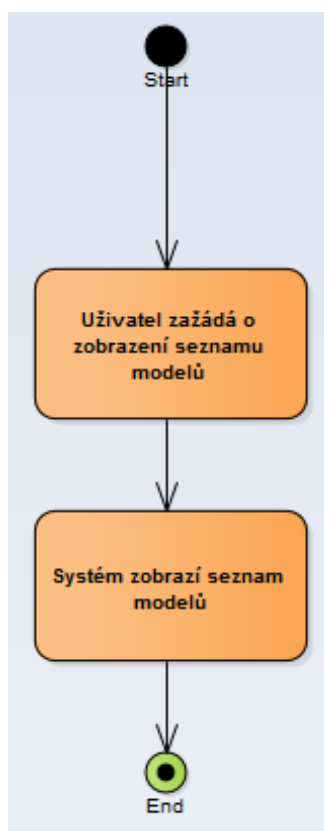 Start
Uživatel zažádá o
zobrazení seznamu
modelů
Systém zobrazí seznam
modelů
End